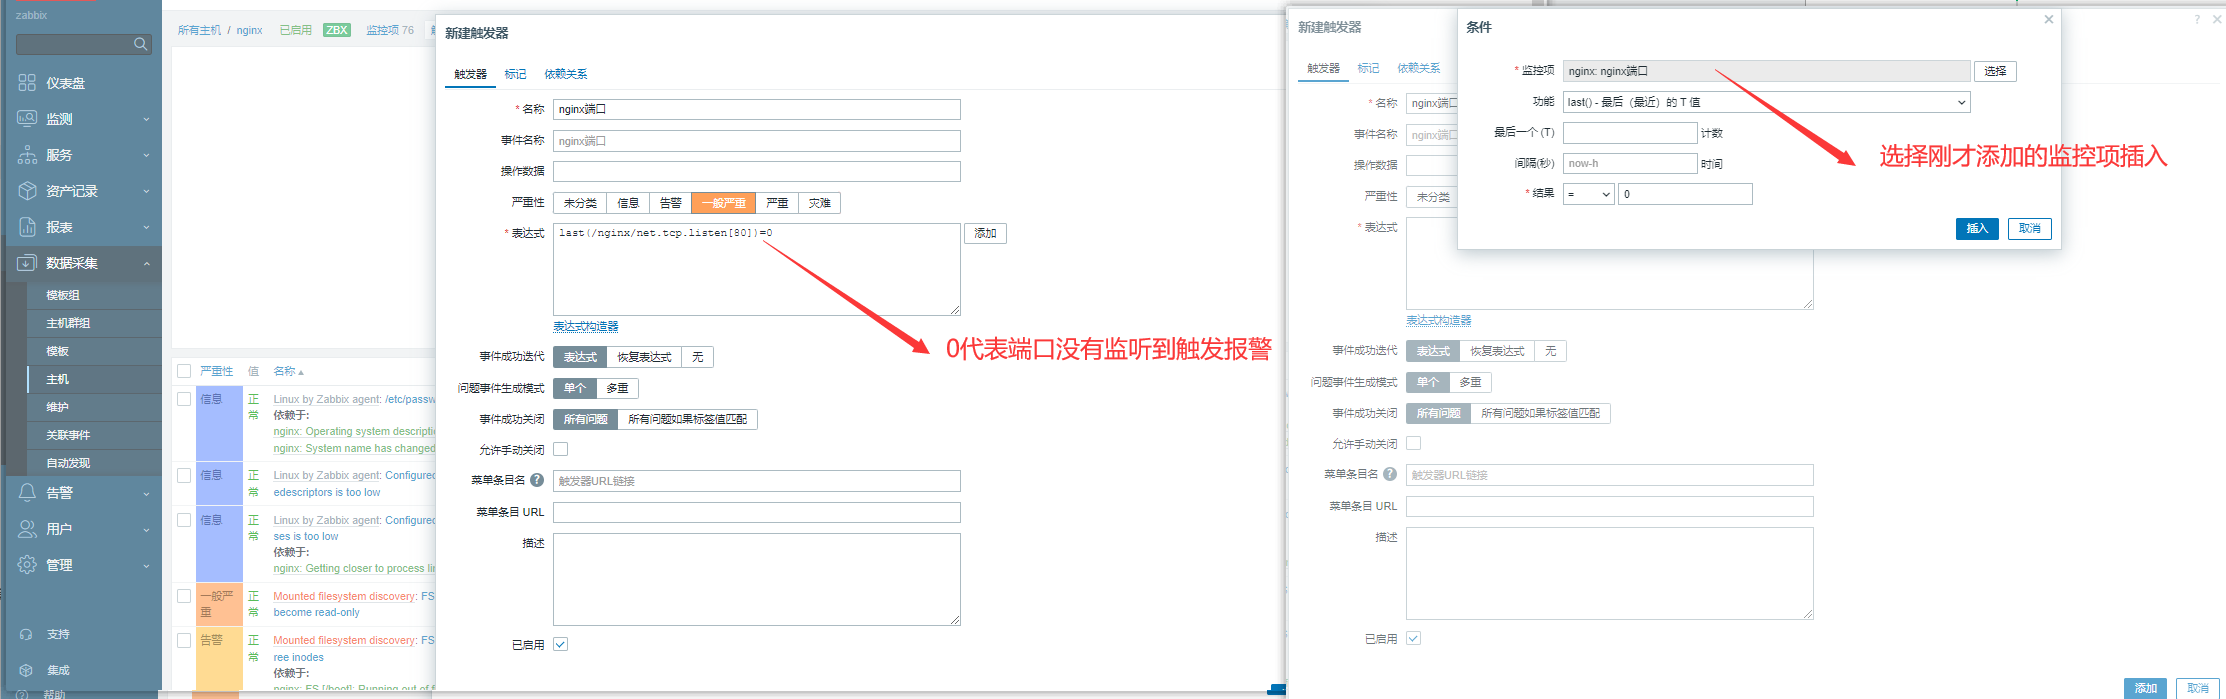 zabbix
仪表盘
监测
服务
资产记录
报表
数据采集
模板组
主机群组
模板
主机
维护
关联事件
自动发现
告警
用户
管理
支持
集成
帮助
所有主机 / nginx 已启用 ZBX 监控项 76
严重性 值 名称
信息 正常 Linux by Zabbix agent: /etc/passw
依赖于:
nginx: Operating system descripti
nginx: System name has changed
信息 正常 Linux by Zabbix agent: Configured
edescriptors is too low
信息 正常 Linux by Zabbix agent: Configured
ses is too low
依赖于:
nginx: Getting closer to process lir
一般严重 正常 Mounted filesystem discovery: FS
become read-only
告警 正常 Mounted filesystem discovery: FS
ree inodes
依赖于:
nginx: FS [/boot]: Running out of f
新建触发器
触发器 标记 依赖关系
* 名称 nginx端口
事件名称 nginx端口
操作数据
严重性 未分类 信息 告警 一般严重 严重 灾难
* 表达式 last(/nginx/net.tcp.listen[80])=0 添加
表达式构造器
0代表端口没有监听到触发报警
事件成功迭代 表达式 恢复表达式 无
问题事件生成模式 单个 多重
事件成功关闭 所有问题 所有问题如果标签值匹配
允许手动关闭
菜单条目名 ? 触发器URL链接
菜单条目 URL
描述
已启用
新建触发器 ? ×
触发器 标记 依赖关系
* 名称 nginx端口
事件名称 nginx端口
操作数据
严重性 未分类
* 表达式
表达式构造器
事件成功迭代 表达式 恢复表达式 无
问题事件生成模式 单个 多重
事件成功关闭 所有问题 所有问题如果标签值匹配
允许手动关闭
菜单条目名 ? 触发器URL链接
菜单条目 URL
描述
已启用
添加 取消
条件 ×
* 监控项 nginx: nginx端口 选择
功能 last() - 最后（最近）的 T 值
最后一个 (T) 计数
间隔(秒) now-h 时间
* 结果 = 0
插入 取消
选择刚才添加的监控项插入